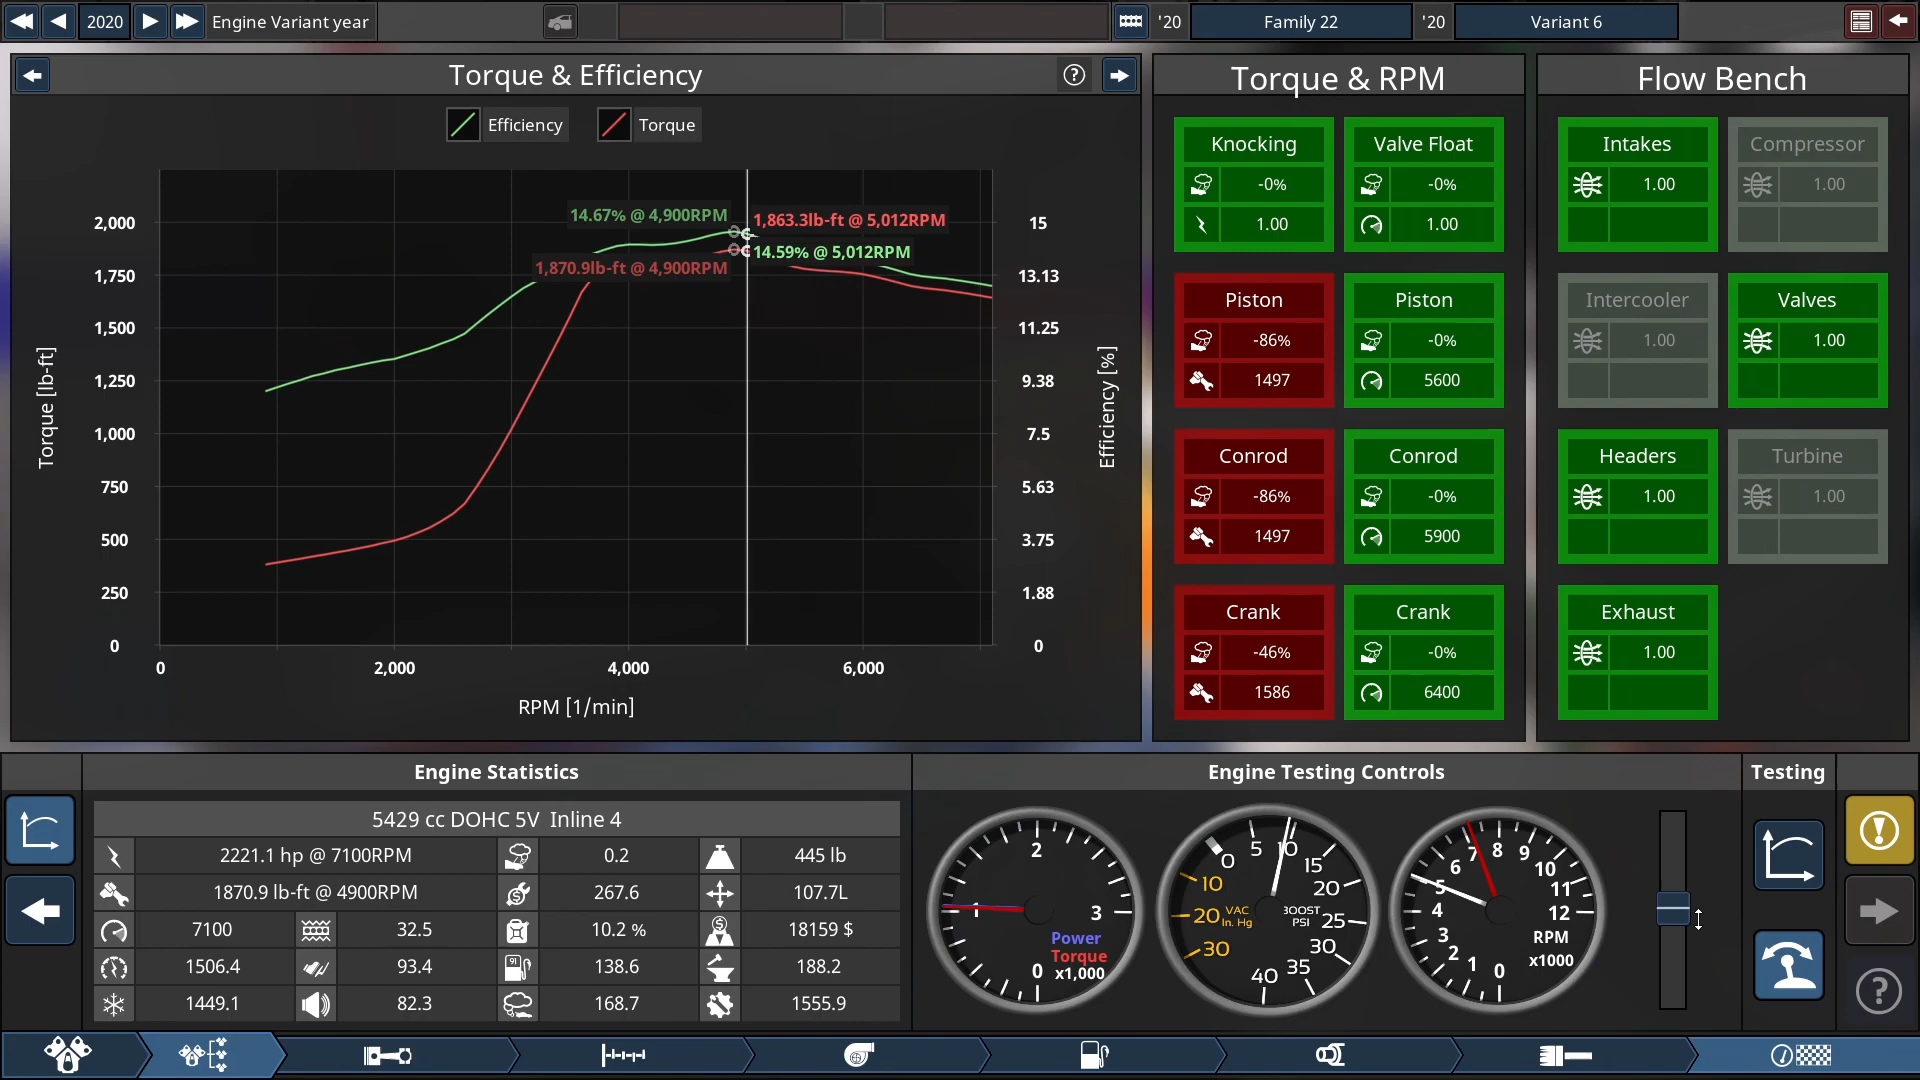 2020
Engine Variant year
'20
Family 22
'20
Variant 6
Torque & Efficiency
Efficiency
Torque
2,000
1,750
1,500
1,250
1,000
750
500
250
0
Torque [lb-ft]
14.67% @ 4,900RPM
1,863.3lb-ft @ 5,012RPM
14.59% @ 5,012RPM
1,870.9lb-ft @ 4,900RPM
15
13.13
11.25
9.38
7.5
5.63
3.75
1.88
0
Efficiency [%]
0
2,000
4,000
6,000
RPM [1/min]
Torque & RPM
Knocking
-0%
1.00
Valve Float
-0%
1.00
Piston
-86%
1497
Piston
-0%
5600
Conrod
-86%
1497
Conrod
-0%
5900
Crank
-46%
1586
Crank
-0%
6400
Flow Bench
Intakes
1.00
Compressor
1.00
Intercooler
1.00
Valves
1.00
Headers
1.00
Turbine
1.00
Exhaust
1.00
Engine Statistics
5429 cc DOHC 5V Inline 4
2221.1 hp @ 7100RPM
0.2
445 lb
1870.9 lb-ft @ 4900RPM
267.6
107.7L
7100
32.5
10.2 %
18159 $
1506.4
93.4
91
138.6
188.2
1449.1
82.3
168.7
1555.9
Engine Testing Controls
0
1
2
3
Power
Torque
x1,000
30
20
10
0
5
10
15
20
25
30
35
40
VAC
In. Hg
BOOST
PSI
0
1
2
3
4
5
6
7
8
9
10
11
12
RPM
x1000
Testing